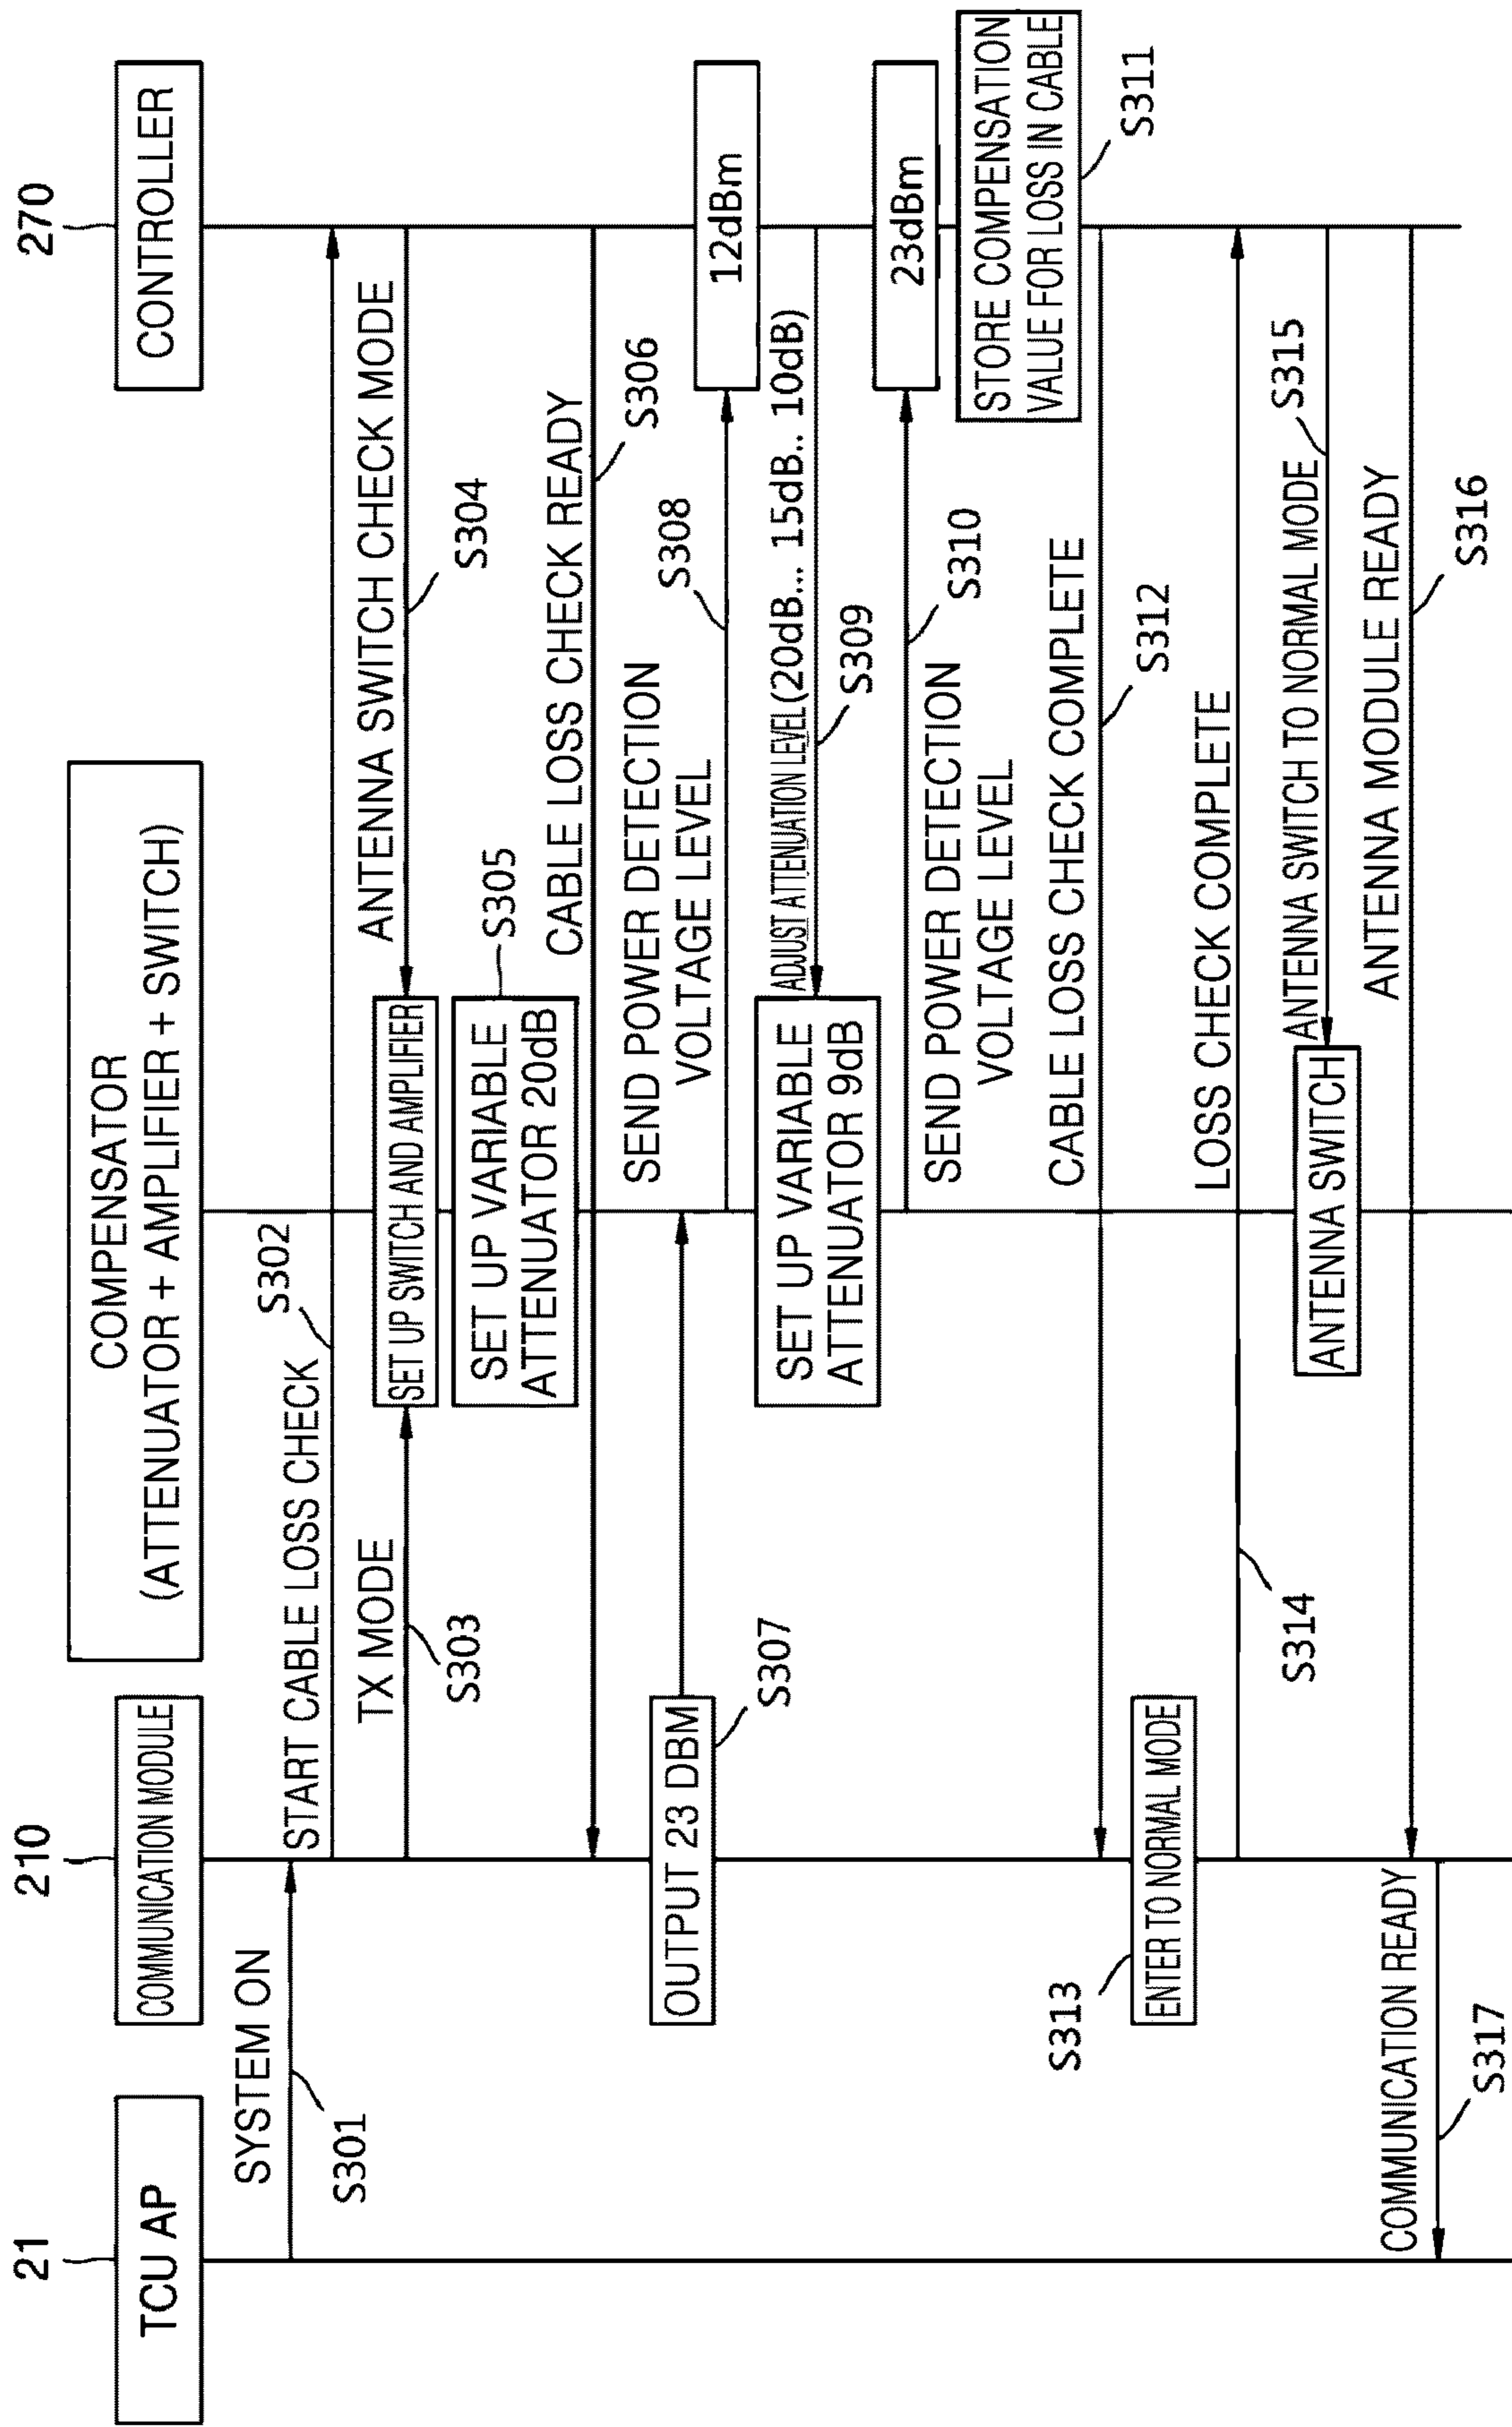 21
TCU AP
210
COMMUNICATION MODULE
COMPENSATOR
(ATTENUATOR + AMPLIFIER + SWITCH)
270
CONTROLLER
SYSTEM ON
S301
START CABLE LOSS CHECK
S302
TX MODE
S303
ANTENNA SWITCH CHECK MODE
S304
SET UP SWITCH AND AMPLIFIER
SET UP VARIABLE
ATTENUATOR 20dB
S305
CABLE LOSS CHECK READY
S306
OUTPUT 23 DBM
S307
SEND POWER DETECTION
VOLTAGE LEVEL
S308
12dBm
ADJUST ATTENUATION LEVEL(20dB... 15dB.. 10dB)
S309
SET UP VARIABLE
ATTENUATOR 9dB
23dBm
S310
SEND POWER DETECTION
VOLTAGE LEVEL
STORE COMPENSATION
VALUE FOR LOSS IN CABLE
S311
CABLE LOSS CHECK COMPLETE
S312
S313
ENTER TO NORMAL MODE
LOSS CHECK COMPLETE
S314
ANTENNA SWITCH TO NORMAL MODE
S315
ANTENNA SWITCH
ANTENNA MODULE READY
S316
COMMUNICATION READY
S317